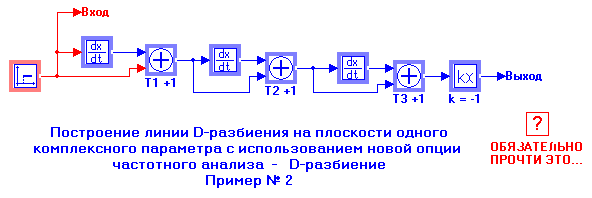 Вход
dx
dt
dx
dt
dx
dt
kx
Выход
T1 +1
T2 +1
T3 +1
k = -1
?
Построение линии D-разбиения на плоскости одного
комплексного параметра с использованием новой опции
частотного анализа - D-разбиение
Пример № 2
ОБЯЗАТЕЛЬНО
ПРОЧТИ ЭТО...